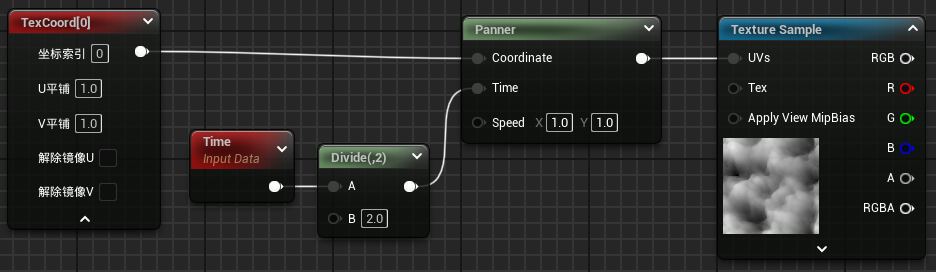 TexCoord[0]
坐标索引 0
U平铺 1.0
V平铺 1.0
解除镜像U
解除镜像V
Time
Input Data
Divide(,2)
A
B 2.0
Panner
Coordinate
Time
Speed X 1.0 Y 1.0
Texture Sample
UVs RGB
Tex R
Apply View MipBias G
B
A
RGBA